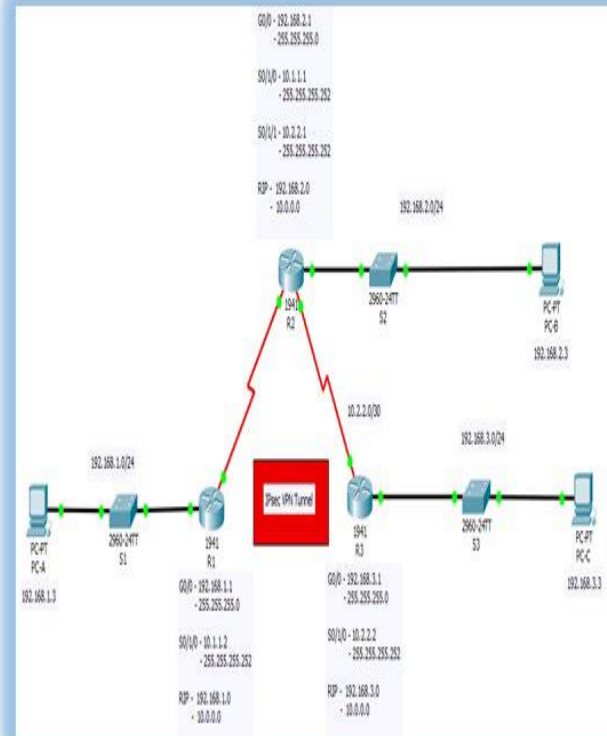 G0/0 - 192.168.2.1
- 255.255.255.0
S0/1/0 - 10.1.1.1
- 255.255.255.252
S0/1/1 - 10.2.2.1
- 255.255.255.252
RIP - 192.168.2.0
- 10.0.0.0
192.168.2.0/24
1941
R2
2960-24TT
S2
PC-PT
PC-B
192.168.2.3
10.2.2.0/30
192.168.1.0/24
192.168.3.0/24
IPsec VPN Tunnel
PC-PT
PC-A
192.168.1.3
2960-24TT
S1
1941
R1
1941
R3
2960-24TT
S3
PC-PT
PC-C
192.168.3.3
G0/0 - 192.168.1.1
- 255.255.255.0
S0/1/0 - 10.1.1.2
- 255.255.255.252
RIP - 192.168.1.0
- 10.0.0.0
G0/0 - 192.168.3.1
- 255.255.255.0
S0/1/0 - 10.2.2.2
- 255.255.255.252
RIP - 192.168.3.0
- 10.0.0.0